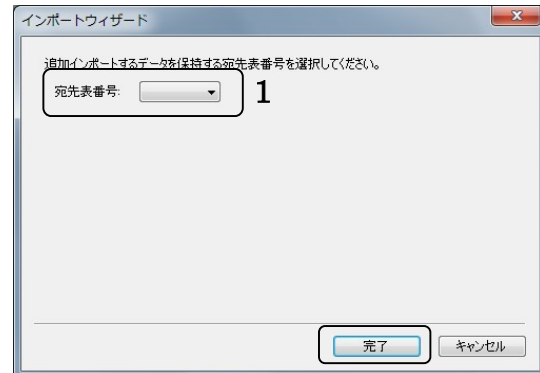 インポートウィザード
追加インポートするデータを保持する宛先表番号を選択してください。
宛先表番号:
1
完了
キャンセル